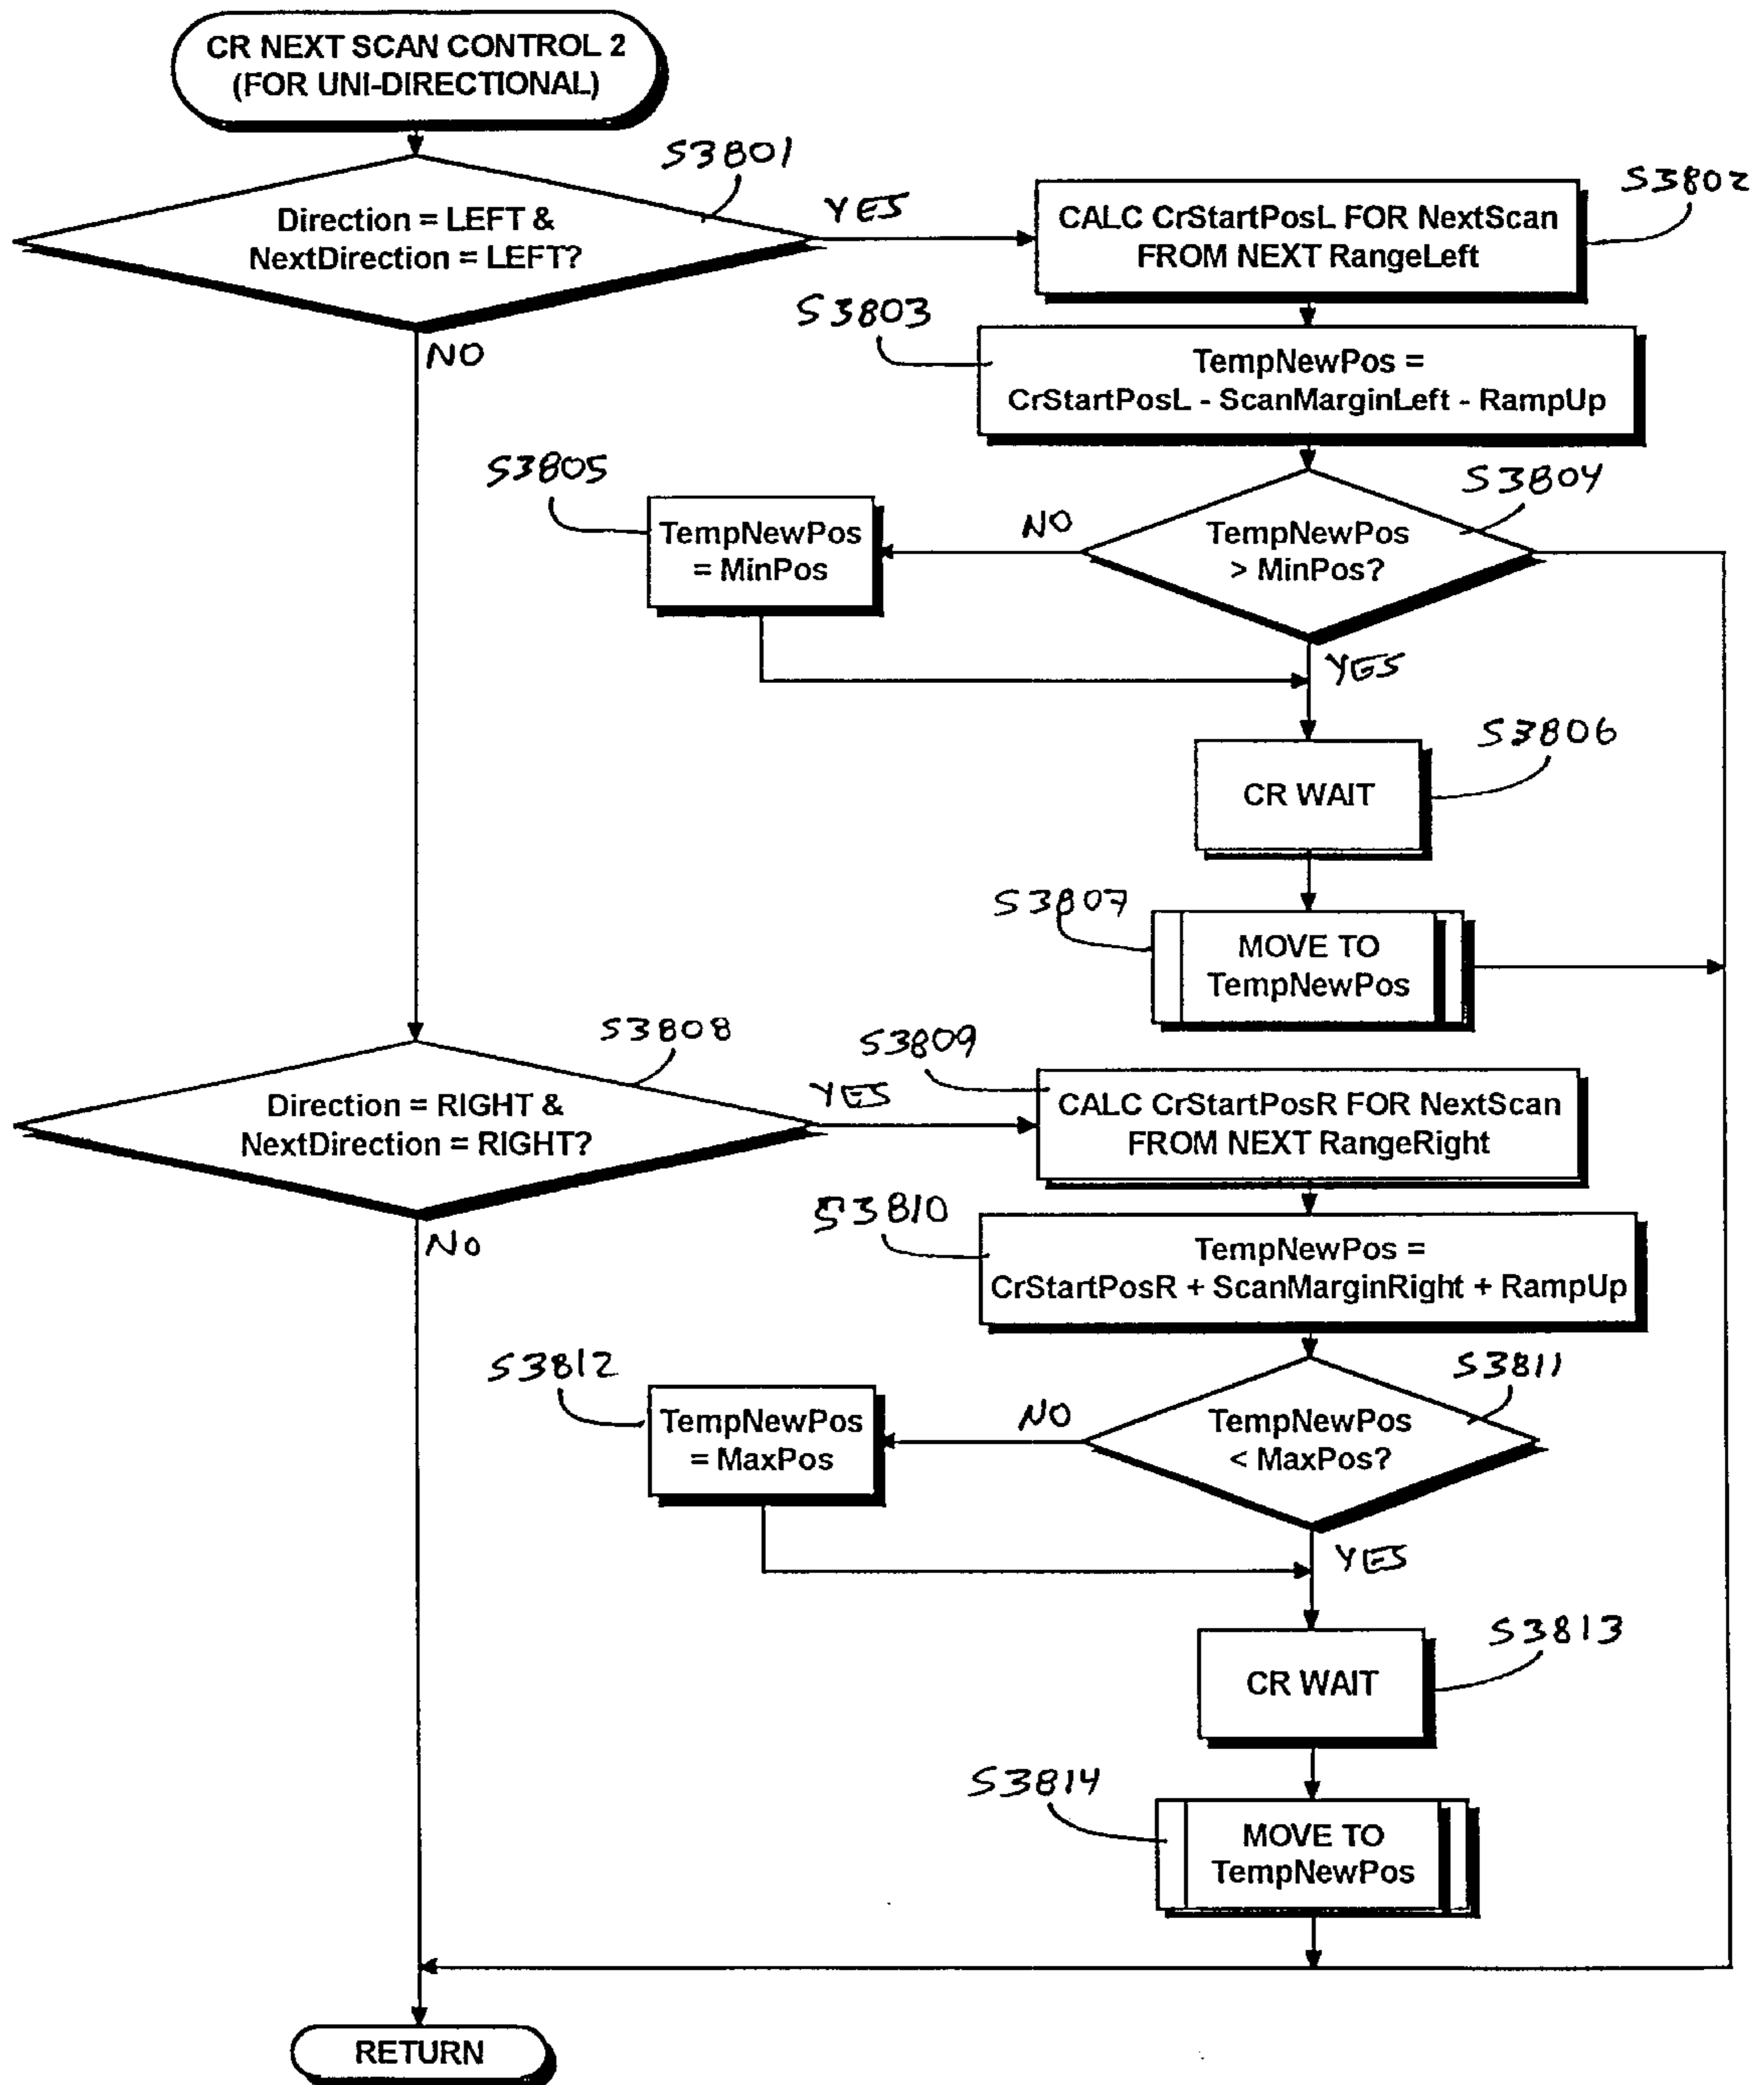 CR NEXT SCAN CONTROL 2
(FOR UNI-DIRECTIONAL)
S3801
Direction = LEFT &
NextDirection = LEFT?
YES
NO
S3802
CALC CrStartPosL FOR NextScan
FROM NEXT RangeLeft
S3803
TempNewPos =
CrStartPosL - ScanMarginLeft - RampUp
S3804
TempNewPos
> MinPos?
NO
YES
S3805
TempNewPos
= MinPos
S3806
CR WAIT
S3807
MOVE TO
TempNewPos
S3808
Direction = RIGHT &
NextDirection = RIGHT?
YES
No
S3809
CALC CrStartPosR FOR NextScan
FROM NEXT RangeRight
S3810
TempNewPos =
CrStartPosR + ScanMarginRight + RampUp
S3811
TempNewPos
< MaxPos?
NO
YES
S3812
TempNewPos
= MaxPos
S3813
CR WAIT
S3814
MOVE TO
TempNewPos
RETURN